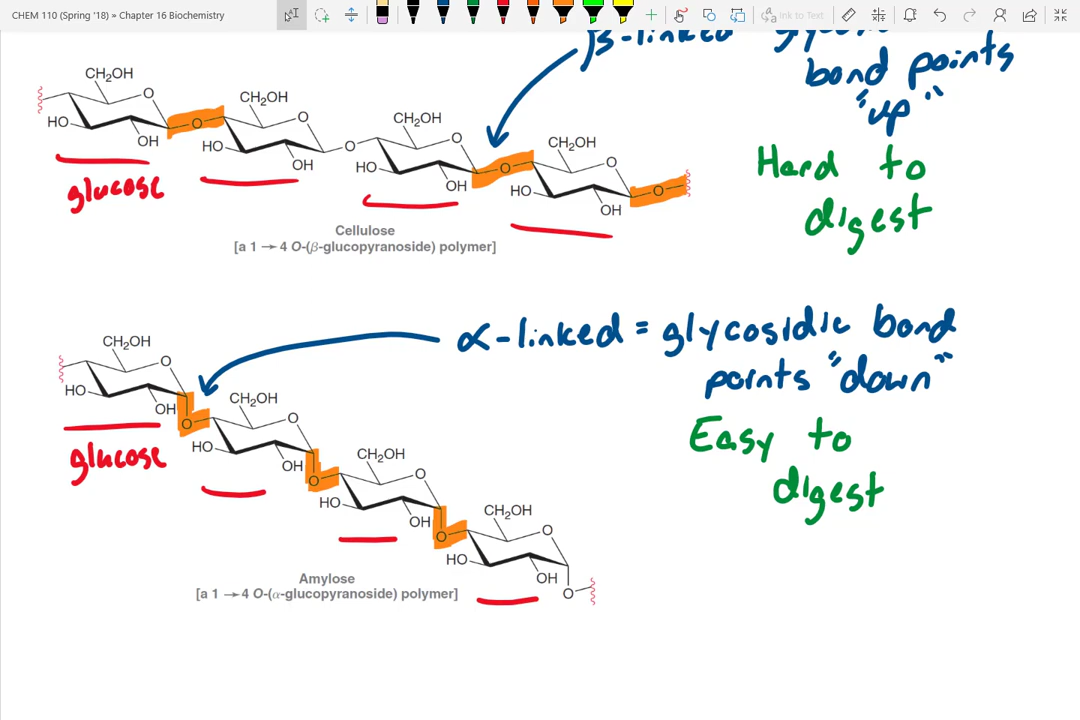 CHEM 110 (Spring '18) » Chapter 16 Biochemistry
Ink to Text
β-linked
bond points
"up"
CH₂OH
O
HO
OH
O
CH₂OH
O
HO
OH
O
CH₂OH
O
HO
OH
O
CH₂OH
O
HO
OH
O
glucose
Hard to
digest
Cellulose
[a 1 → 4 O-(β-glucopyranoside) polymer]
α-linked = glycosidic bond
points "down"
Easy to
digest
CH₂OH
O
HO
OH
O
glucose
CH₂OH
O
HO
OH
O
CH₂OH
O
HO
OH
O
CH₂OH
O
HO
OH
O
Amylose
[a 1 → 4 O-(α-glucopyranoside) polymer]